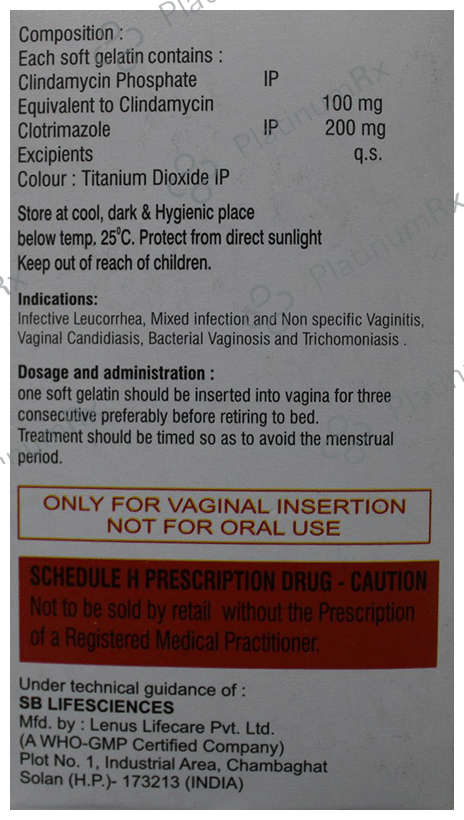 Composition :
Each soft gelatin contains :
Clindamycin Phosphate IP
Equivalent to Clindamycin 100 mg
Clotrimazole IP 200 mg
Excipients q.s.
Colour : Titanium Dioxide IP
Store at cool, dark & Hygienic place
below temp. 25°C. Protect from direct sunlight
Keep out of reach of children.
Indications:
Infective Leucorrhea, Mixed infection and Non specific Vaginitis,
Vaginal Candidiasis, Bacterial Vaginosis and Trichomoniasis .
Dosage and administration :
one soft gelatin should be inserted into vagina for three
consecutive preferably before retiring to bed.
Treatment should be timed so as to avoid the menstrual
period.
ONLY FOR VAGINAL INSERTION
NOT FOR ORAL USE
SCHEDULE H PRESCRIPTION DRUG - CAUTION
Not to be sold by retail without the Prescription
of a Registered Medical Practitioner.
Under technical guidance of :
SB LIFESCIENCES
Mfd. by : Lenus Lifecare Pvt. Ltd.
(A WHO-GMP Certified Company)
Plot No. 1, Industrial Area, Chambaghat
Solan (H.P.)- 173213 (INDIA)
PlatinumRx
PlatinumRx
PlatinumRx